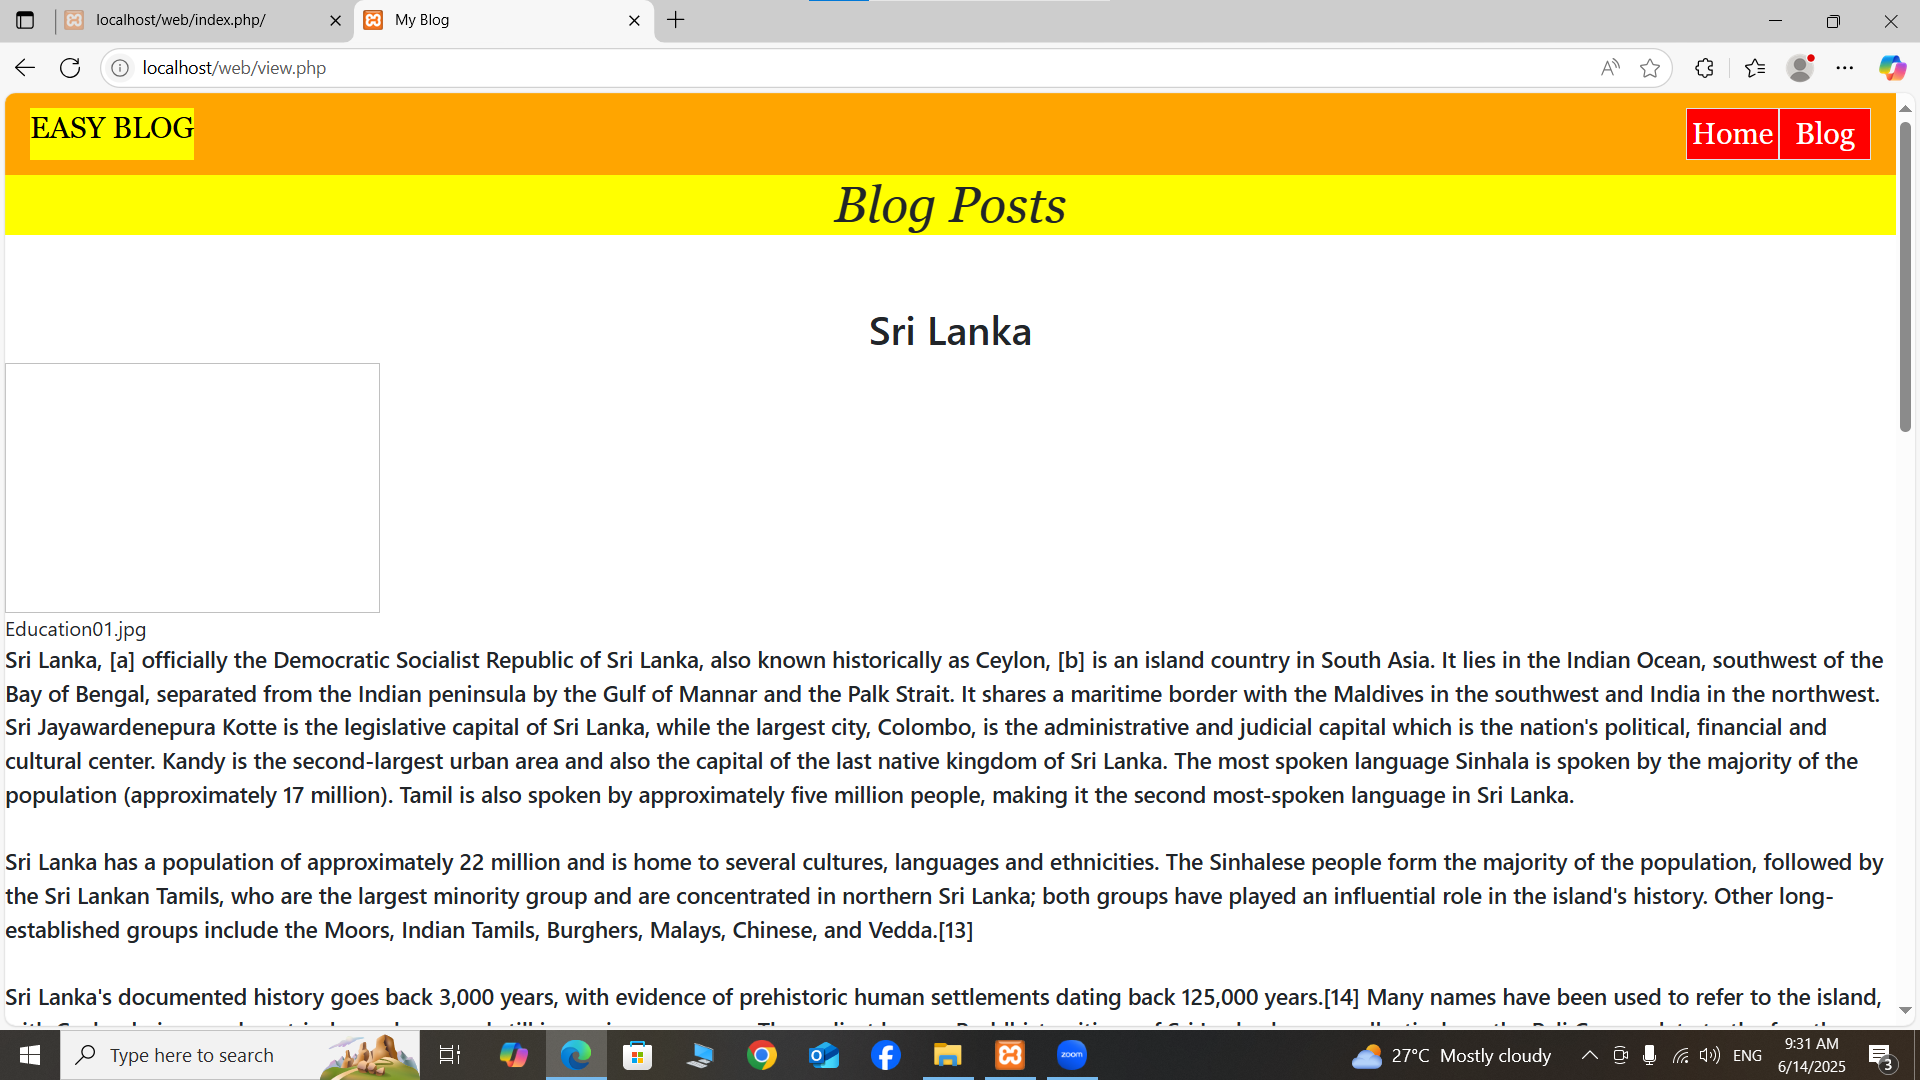 localhost/web/index.php/
My Blog
localhost/web/view.php
EASY BLOG
Home
Blog
Blog Posts
Sri Lanka
Education01.jpg
Sri Lanka, [a] officially the Democratic Socialist Republic of Sri Lanka, also known historically as Ceylon, [b] is an island country in South Asia. It lies in the Indian Ocean, southwest of the
Bay of Bengal, separated from the Indian peninsula by the Gulf of Mannar and the Palk Strait. It shares a maritime border with the Maldives in the southwest and India in the northwest.
Sri Jayawardenepura Kotte is the legislative capital of Sri Lanka, while the largest city, Colombo, is the administrative and judicial capital which is the nation's political, financial and
cultural center. Kandy is the second-largest urban area and also the capital of the last native kingdom of Sri Lanka. The most spoken language Sinhala is spoken by the majority of the
population (approximately 17 million). Tamil is also spoken by approximately five million people, making it the second most-spoken language in Sri Lanka.
Sri Lanka has a population of approximately 22 million and is home to several cultures, languages and ethnicities. The Sinhalese people form the majority of the population, followed by
the Sri Lankan Tamils, who are the largest minority group and are concentrated in northern Sri Lanka; both groups have played an influential role in the island's history. Other long-
established groups include the Moors, Indian Tamils, Burghers, Malays, Chinese, and Vedda.[13]
Sri Lanka's documented history goes back 3,000 years, with evidence of prehistoric human settlements dating back 125,000 years.[14] Many names have been used to refer to the island,
Type here to search
zoom
27°C Mostly cloudy
ENG
9:31 AM
6/14/2025
3